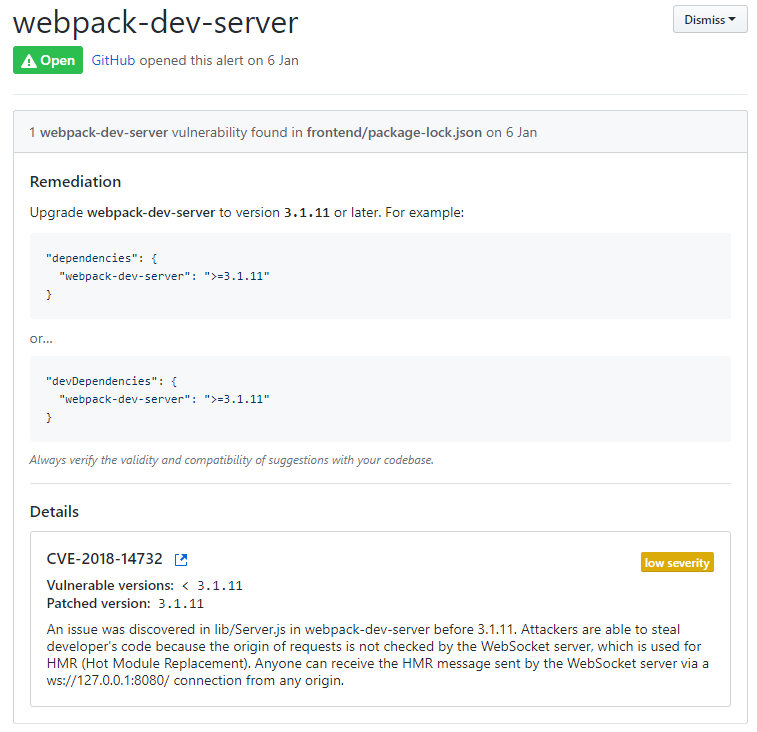 webpack-dev-server
Dismiss
Open GitHub opened this alert on 6 Jan
1 webpack-dev-server vulnerability found in frontend/package-lock.json on 6 Jan
Remediation
Upgrade webpack-dev-server to version 3.1.11 or later. For example:
"dependencies": {
  "webpack-dev-server": ">=3.1.11"
}
or...
"devDependencies": {
  "webpack-dev-server": ">=3.1.11"
}
Always verify the validity and compatibility of suggestions with your codebase.
Details
CVE-2018-14732
low severity
Vulnerable versions: < 3.1.11
Patched version: 3.1.11
An issue was discovered in lib/Server.js in webpack-dev-server before 3.1.11. Attackers are able to steal
developer's code because the origin of requests is not checked by the WebSocket server, which is used for
HMR (Hot Module Replacement). Anyone can receive the HMR message sent by the WebSocket server via a
ws://127.0.0.1:8080/ connection from any origin.